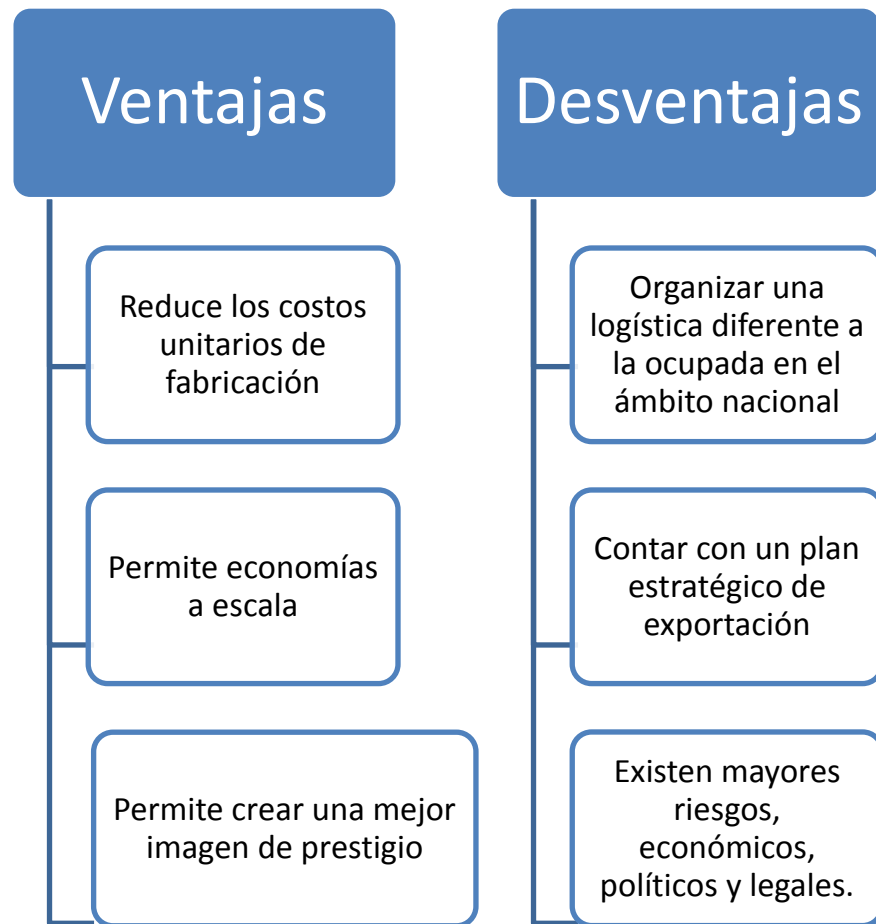 Ventajas
Reduce los costos
unitarios de
fabricación
Permite economías
a escala
Permite crear una mejor
imagen de prestigio
Desventajas
Organizar una
logística diferente a
la ocupada en el
ámbito nacional
Contar con un plan
estratégico de
exportación
Existen mayores
riesgos,
económicos,
políticos y legales.